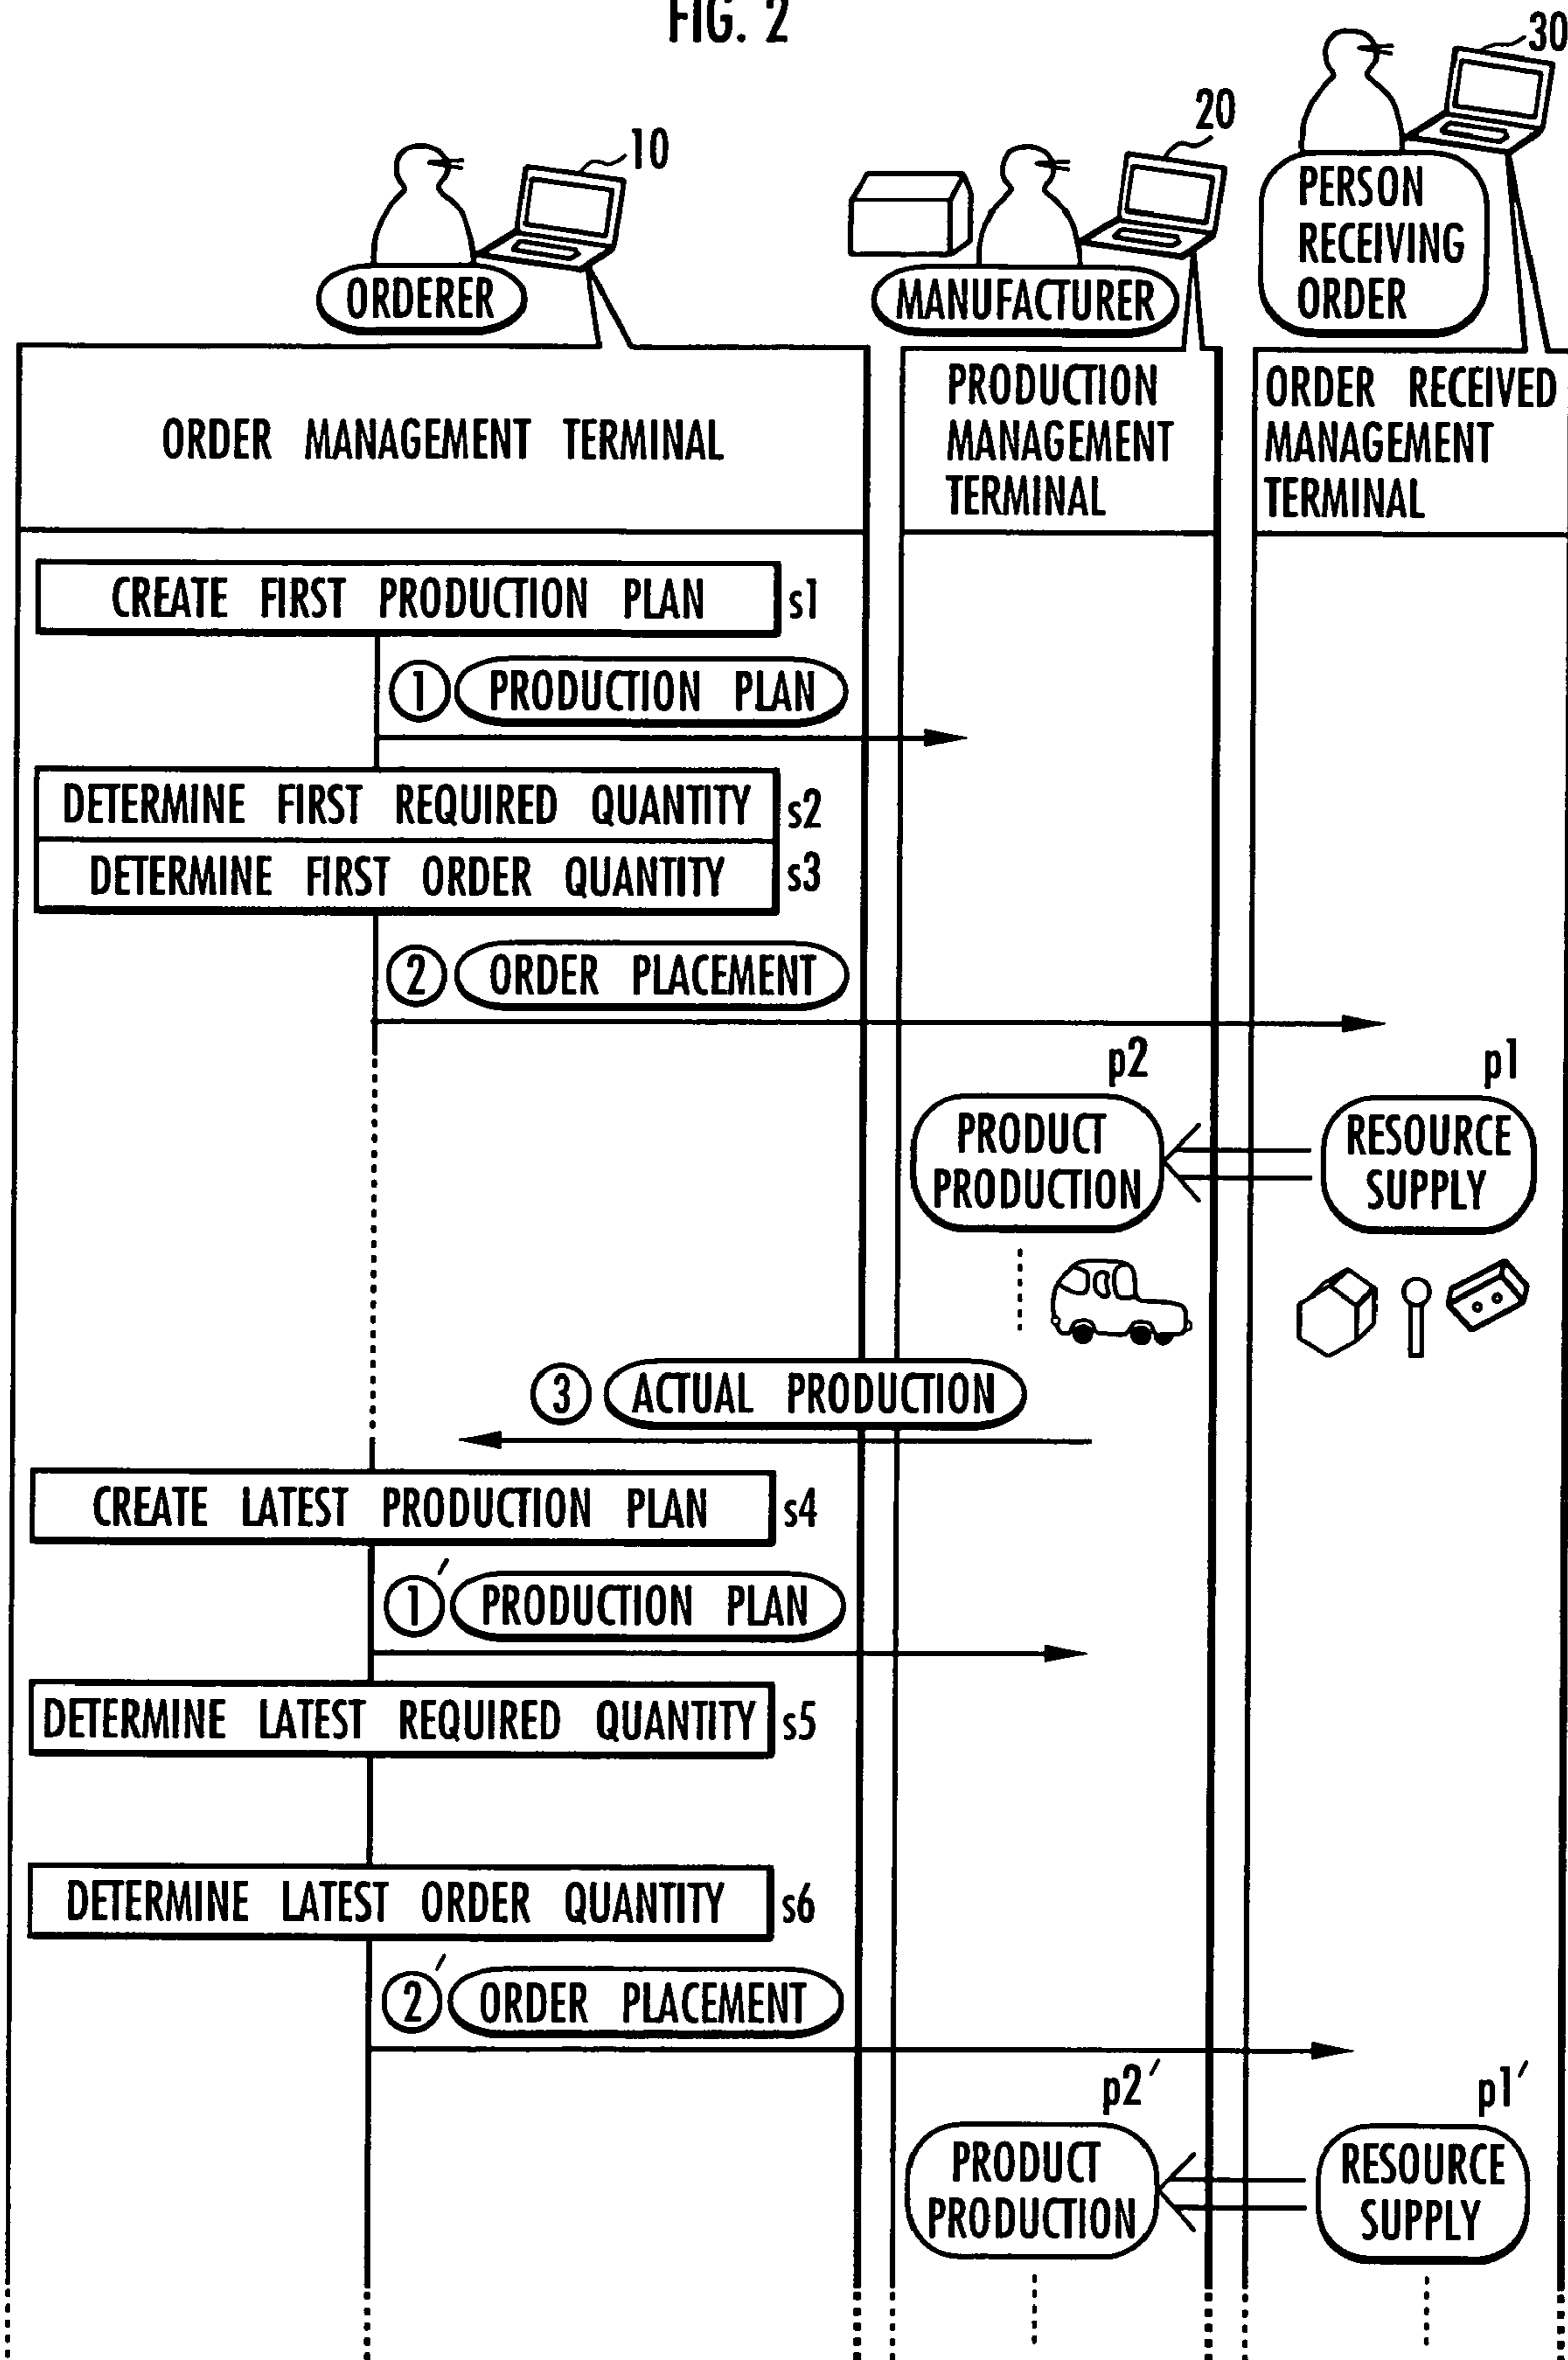 FIG. 2
30
20
10
PERSON
RECEIVING
ORDER
ORDERER
MANUFACTURER
ORDER MANAGEMENT TERMINAL
PRODUCTION
MANAGEMENT
TERMINAL
ORDER RECEIVED
MANAGEMENT
TERMINAL
CREATE FIRST PRODUCTION PLAN s1
① PRODUCTION PLAN
DETERMINE FIRST REQUIRED QUANTITY s2
DETERMINE FIRST ORDER QUANTITY s3
② ORDER PLACEMENT
p2
p1
PRODUCT
PRODUCTION
RESOURCE
SUPPLY
③ ACTUAL PRODUCTION
CREATE LATEST PRODUCTION PLAN s4
①′ PRODUCTION PLAN
DETERMINE LATEST REQUIRED QUANTITY s5
DETERMINE LATEST ORDER QUANTITY s6
②′ ORDER PLACEMENT
p2′
p1′
PRODUCT
PRODUCTION
RESOURCE
SUPPLY